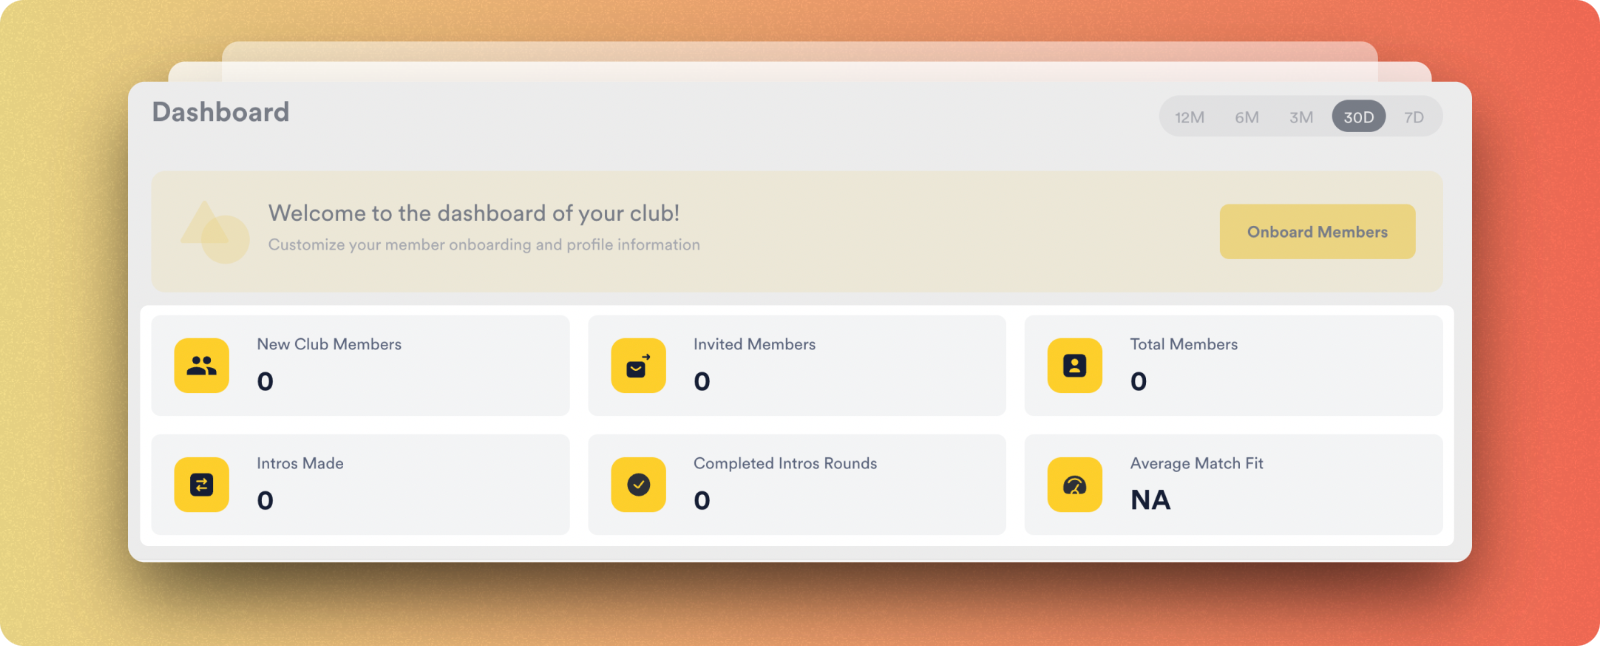 Dashboard
12M 6M 3M 30D 7D
Welcome to the dashboard of your club!
Customize your member onboarding and profile information
Onboard Members
New Club Members
0
Invited Members
0
Total Members
0
Intros Made
0
Completed Intros Rounds
0
Average Match Fit
NA